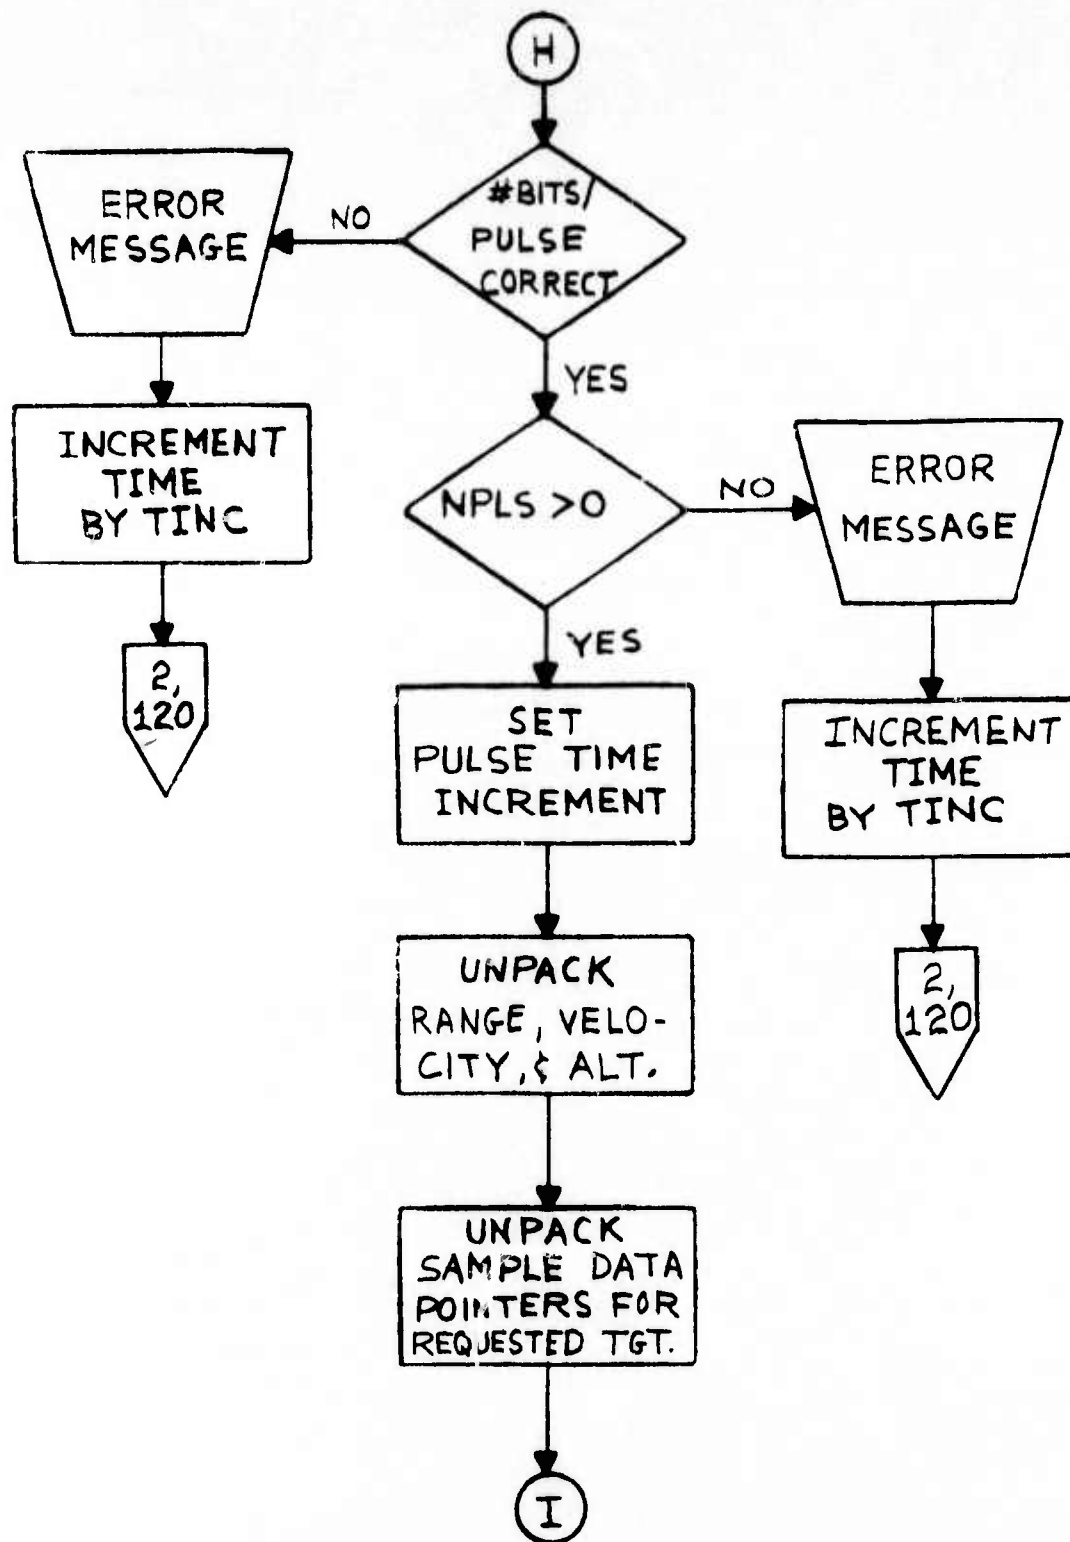 H
#BITS/
PULSE
CORRECT
NO
ERROR
MESSAGE
INCREMENT
TIME
BY TINC
2,
120
YES
NPLS >0
NO
ERROR
MESSAGE
INCREMENT
TIME
BY TINC
2,
120
YES
SET
PULSE TIME
INCREMENT
UNPACK
RANGE, VELO-
CITY, & ALT.
UNPACK
SAMPLE DATA
POINTERS FOR
REQUESTED TGT.
I